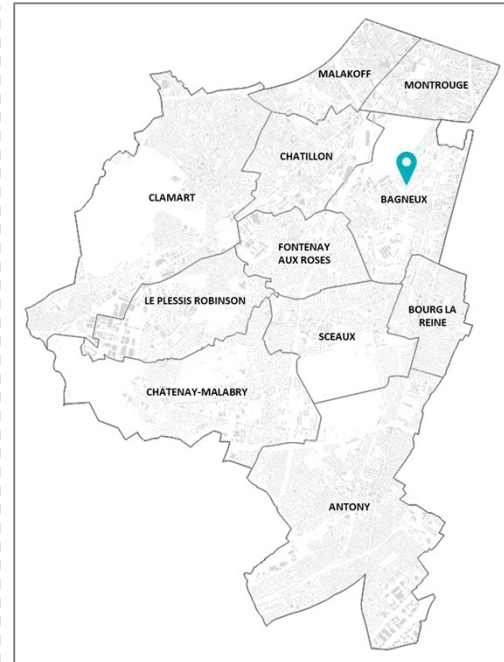 MALAKOFF
MONTROUGE
CHATILLON
CLAMART
BAGNEUX
FONTENAY
AUX ROSES
LE PLESSIS ROBINSON
BOURG LA
REINE
SCEAUX
CHATENAY-MALABRY
ANTONY